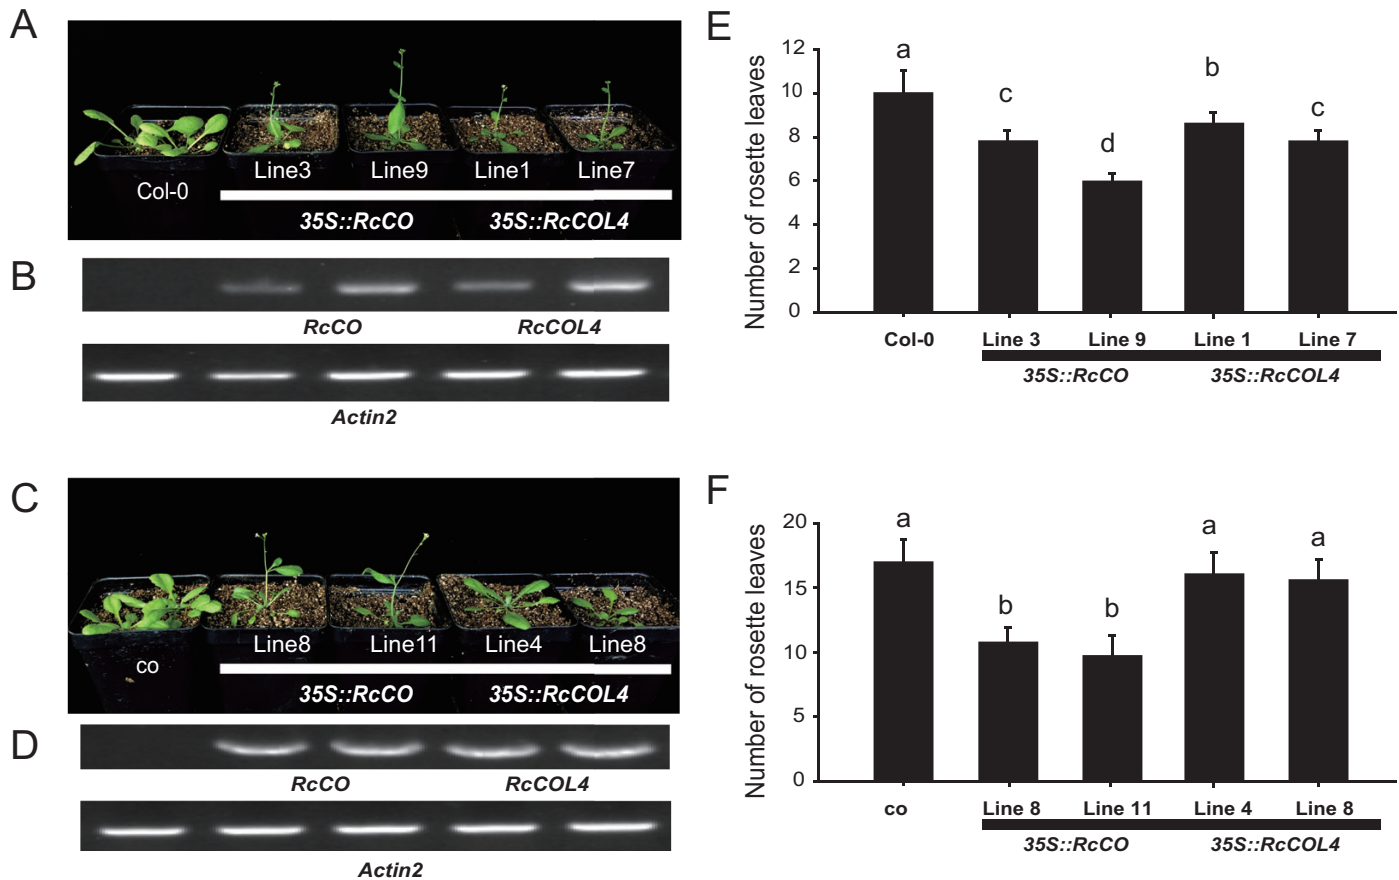 A
Col-0
Line3
Line9
Line1
Line7
35S::RcCO
35S::RcCOL4
B
RcCO
RcCOL4
Actin2
C
co
Line8
Line11
Line4
Line8
35S::RcCO
35S::RcCOL4
D
RcCO
RcCOL4
Actin2
E
Number of rosette leaves
12
10
8
6
4
2
0
a
c
d
b
c
Col-0
Line 3
Line 9
Line 1
Line 7
35S::RcCO
35S::RcCOL4
F
Number of rosette leaves
20
15
10
5
0
a
b
b
a
a
co
Line 8
Line 11
Line 4
Line 8
35S::RcCO
35S::RcCOL4